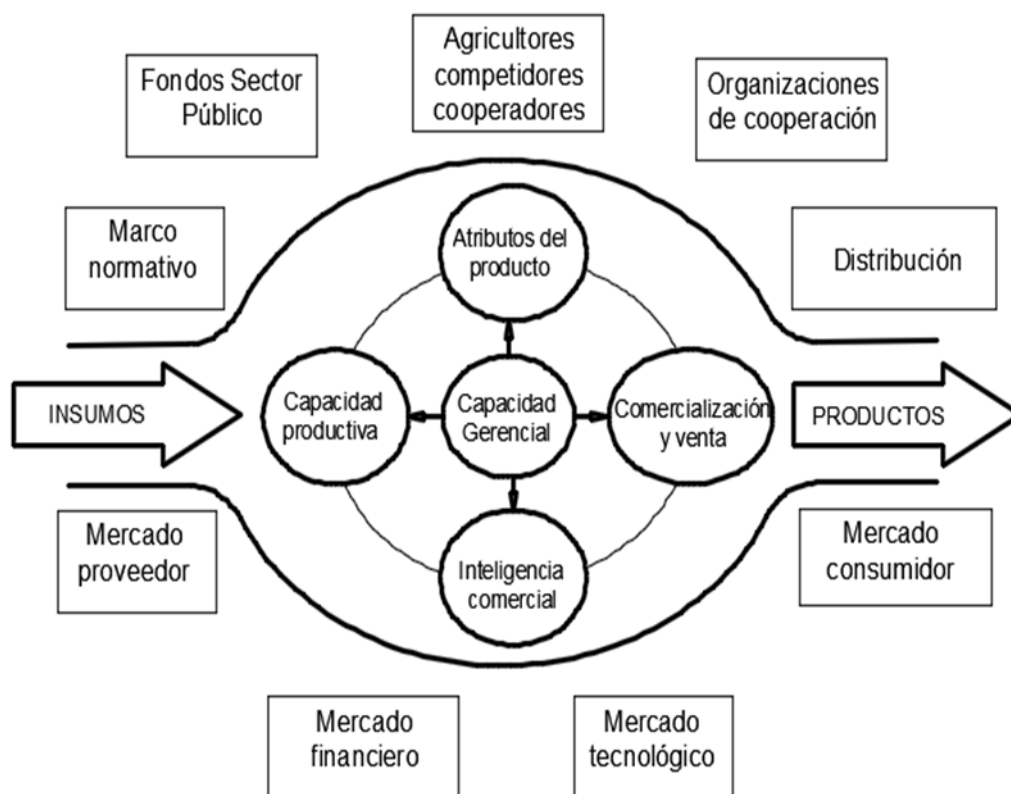 Agricultores
competidores
cooperadores
Fondos Sector
Público
Organizaciones
de cooperación
Marco
normativo
Distribución
Atributos del
producto
INSUMOS
Capacidad
productiva
Capacidad
Gerencial
Comercialización
y venta
PRODUCTOS
Inteligencia
comercial
Mercado
proveedor
Mercado
consumidor
Mercado
financiero
Mercado
tecnológico